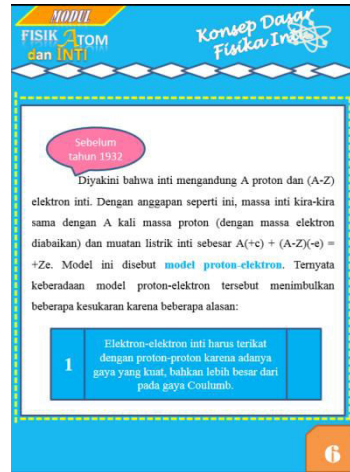 MODUL
FISIK ATOM
dan INTI
Konsep Dasar
Fisika Inti
Sebelum
tahun 1932
Diyakini bahwa inti mengandung A proton dan (A-Z)
elektron inti. Dengan anggapan seperti ini, massa inti kira-kira
sama dengan A kali massa proton (dengan massa elektron
diabaikan) dan muatan listrik inti sebesar A(+c) + (A-Z)(-e) =
+Ze. Model ini disebut model proton-elektron. Ternyata
keberadaan model proton-elektron tersebut menimbulkan
beberapa kesukaran karena beberapa alasan:
1
Elektron-elektron inti harus terikat
dengan proton-proton karena adanya
gaya yang kuat, bahkan lebih besar dari
pada gaya Coulumb.
6